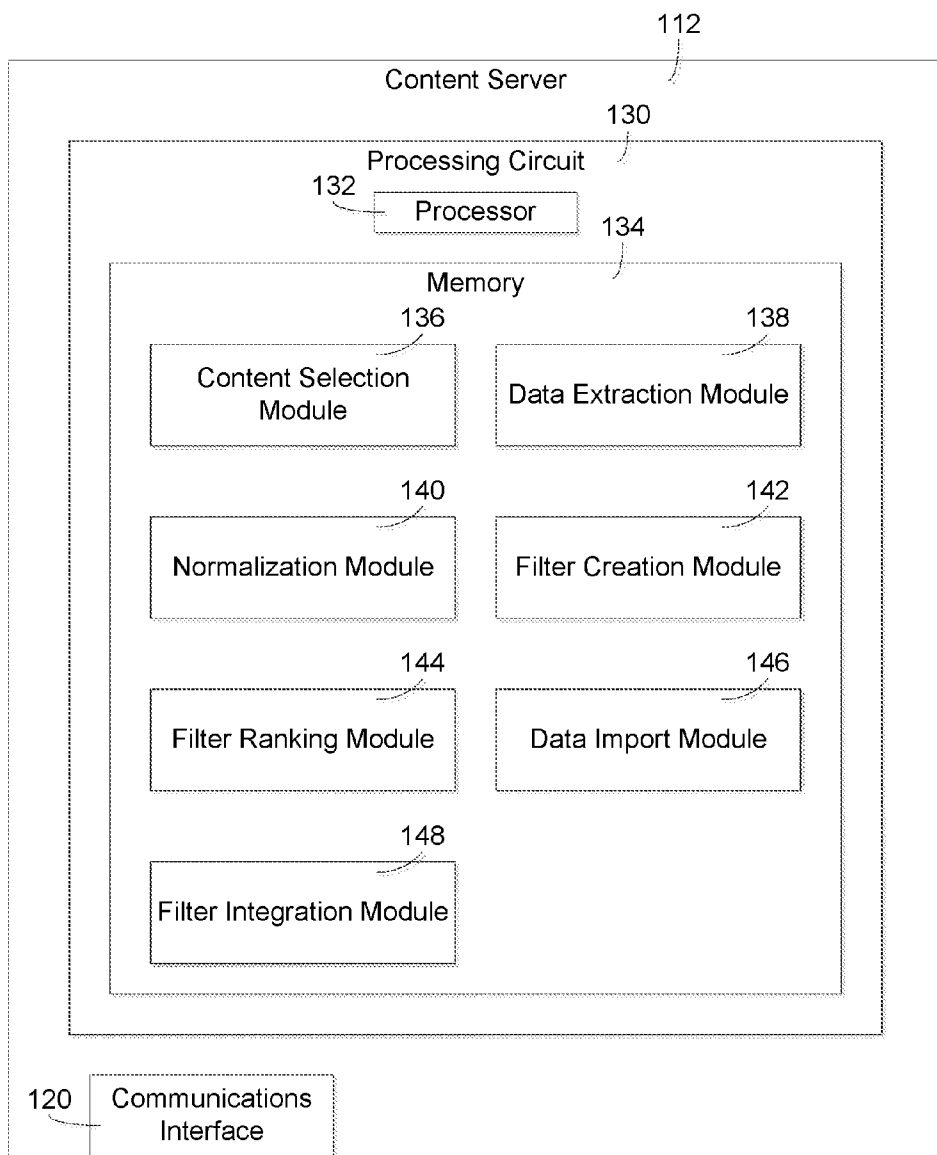 112
Content Server
130
Processing Circuit
132
Processor
134
Memory
136
138
Content Selection
Module
Data Extraction Module
140
142
Normalization Module
Filter Creation Module
144
146
Filter Ranking Module
Data Import Module
148
Filter Integration Module
120
Communications
Interface